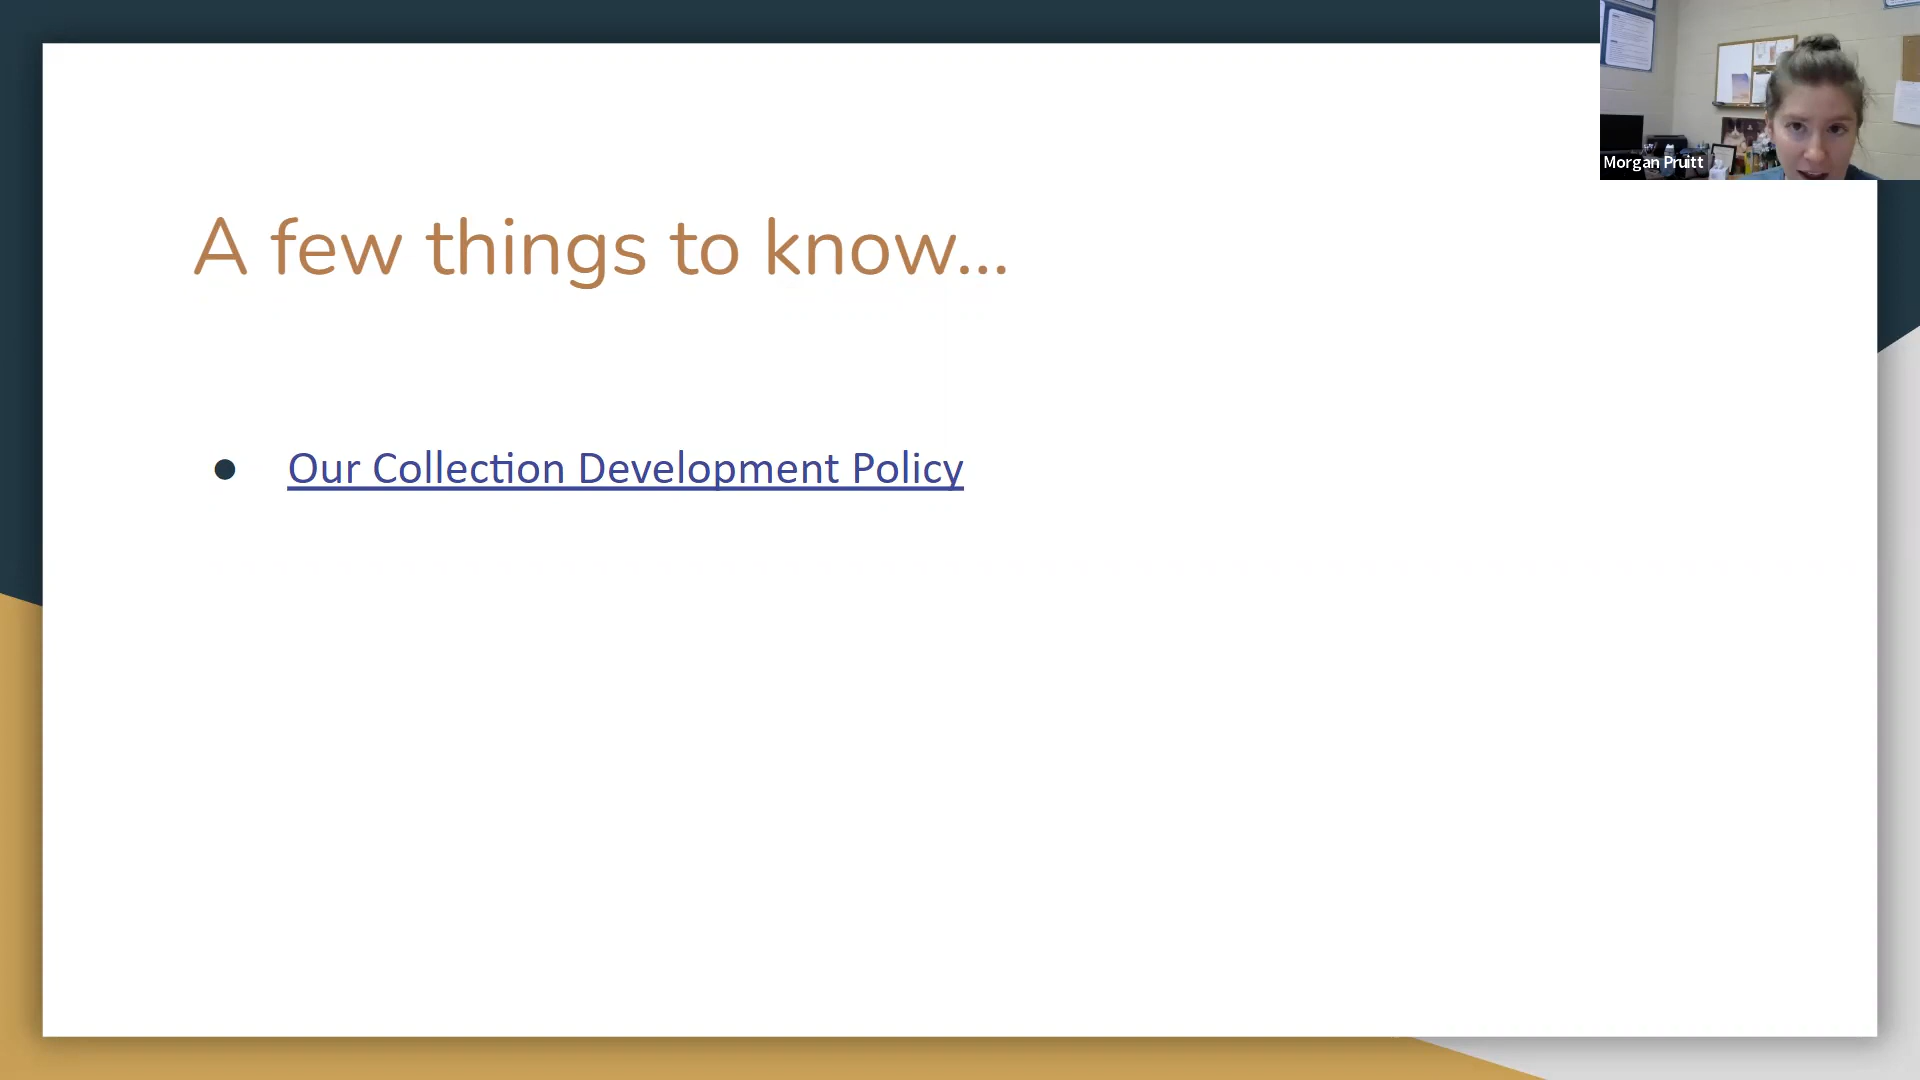 Morgan Pruitt
A few things to know...
● Our Collection Development Policy